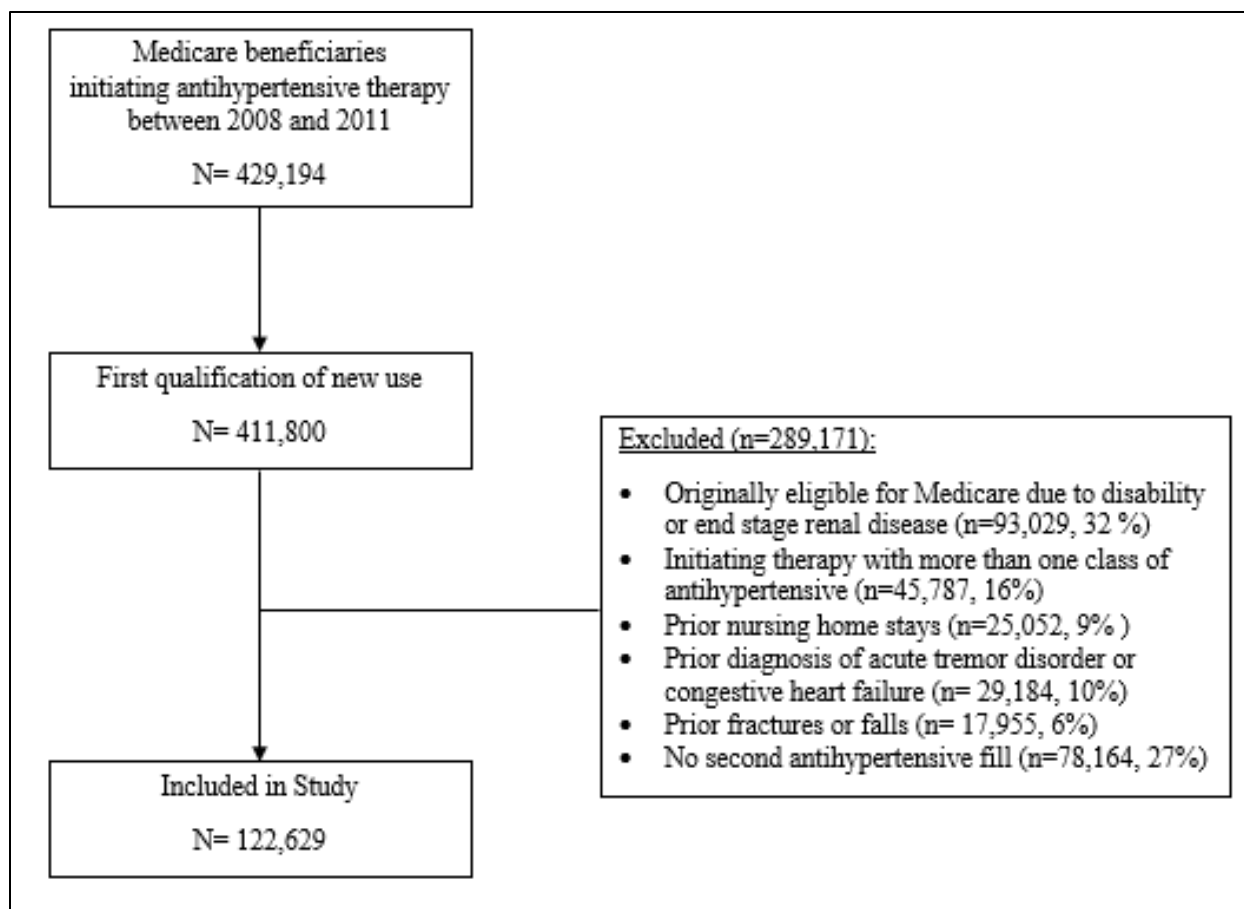 Medicare beneficiaries
initiating antihypertensive therapy
between 2008 and 2011
N= 429,194
First qualification of new use
N= 411,800
Excluded (n=289,171):
• Originally eligible for Medicare due to disability
or end stage renal disease (n=93,029, 32 %)
• Initiating therapy with more than one class of
antihypertensive (n=45,787, 16%)
• Prior nursing home stays (n=25,052, 9% )
• Prior diagnosis of acute tremor disorder or
congestive heart failure (n= 29,184, 10%)
• Prior fractures or falls (n= 17,955, 6%)
• No second antihypertensive fill (n=78,164, 27%)
Included in Study
N= 122,629